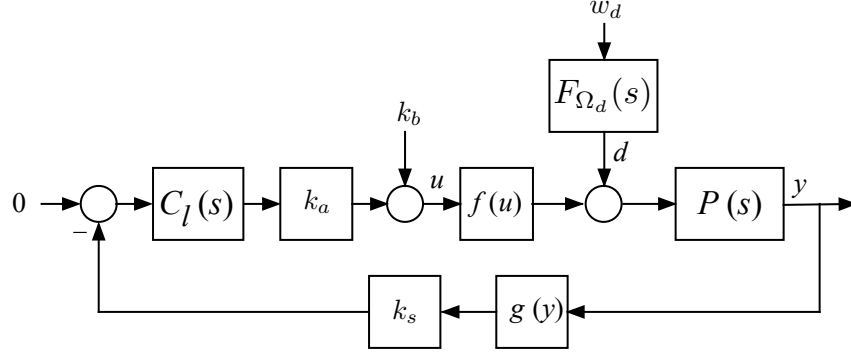 w_d
F_{Ω_d}(s)
k_b
d
u
y
0
C_l(s)
k_a
f(u)
P(s)
−
k_s
g(y)